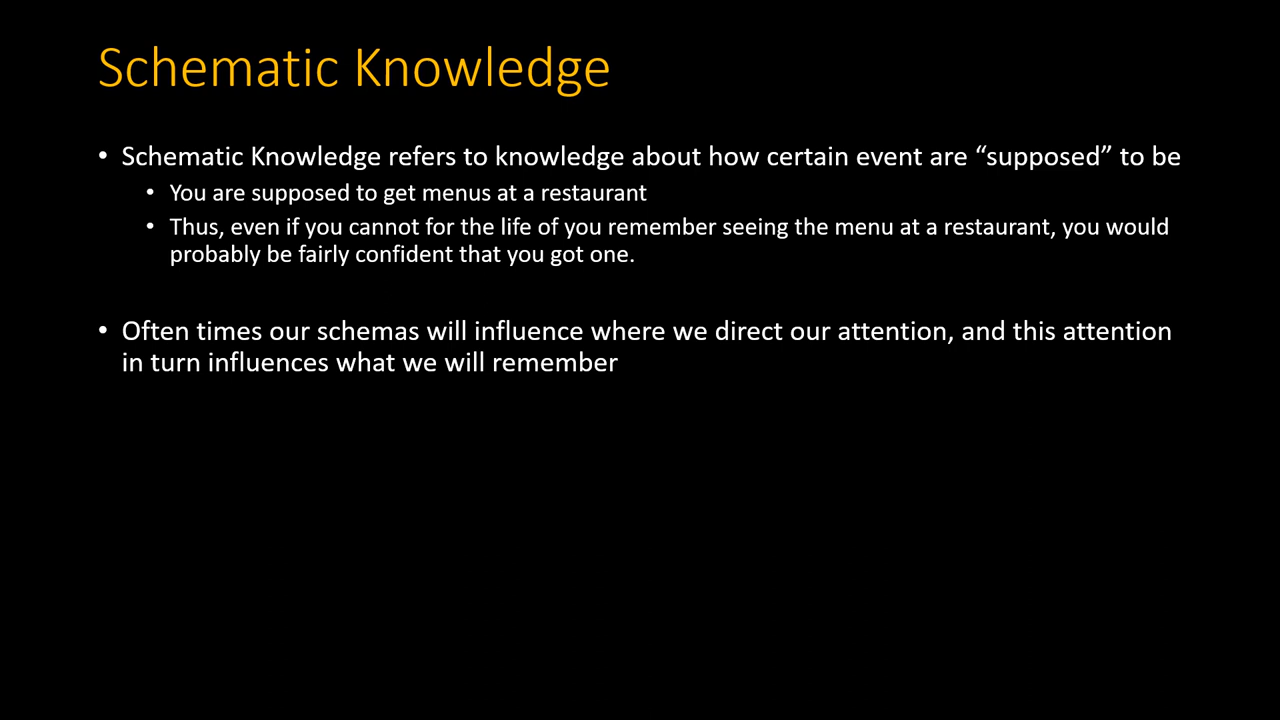 Schematic Knowledge
• Schematic Knowledge refers to knowledge about how certain event are “supposed” to be
• You are supposed to get menus at a restaurant
• Thus, even if you cannot for the life of you remember seeing the menu at a restaurant, you would
probably be fairly confident that you got one.
• Often times our schemas will influence where we direct our attention, and this attention
in turn influences what we will remember